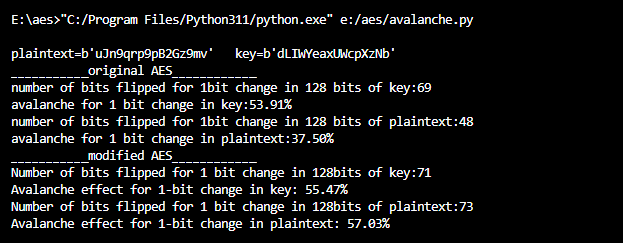 E:\aes>"C:/Program Files/Python311/python.exe" e:/aes/avalanche.py
plaintext=b'uJn9qrp9pB2Gz9mv'   key=b'dLIWYeaxUWcpXzNb'
___________original AES____________
number of bits flipped for 1bit change in 128 bits of key:69
avalanche for 1 bit change in key:53.91%
number of bits flipped for 1bit change in 128 bits of plaintext:48
avalanche for 1 bit change in plaintext:37.50%
___________modified AES____________
Number of bits flipped for 1 bit change in 128bits of key:71
Avalanche effect for 1-bit change in key: 55.47%
Number of bits flipped for 1 bit change in 128bits of plaintext:73
Avalanche effect for 1-bit change in plaintext: 57.03%